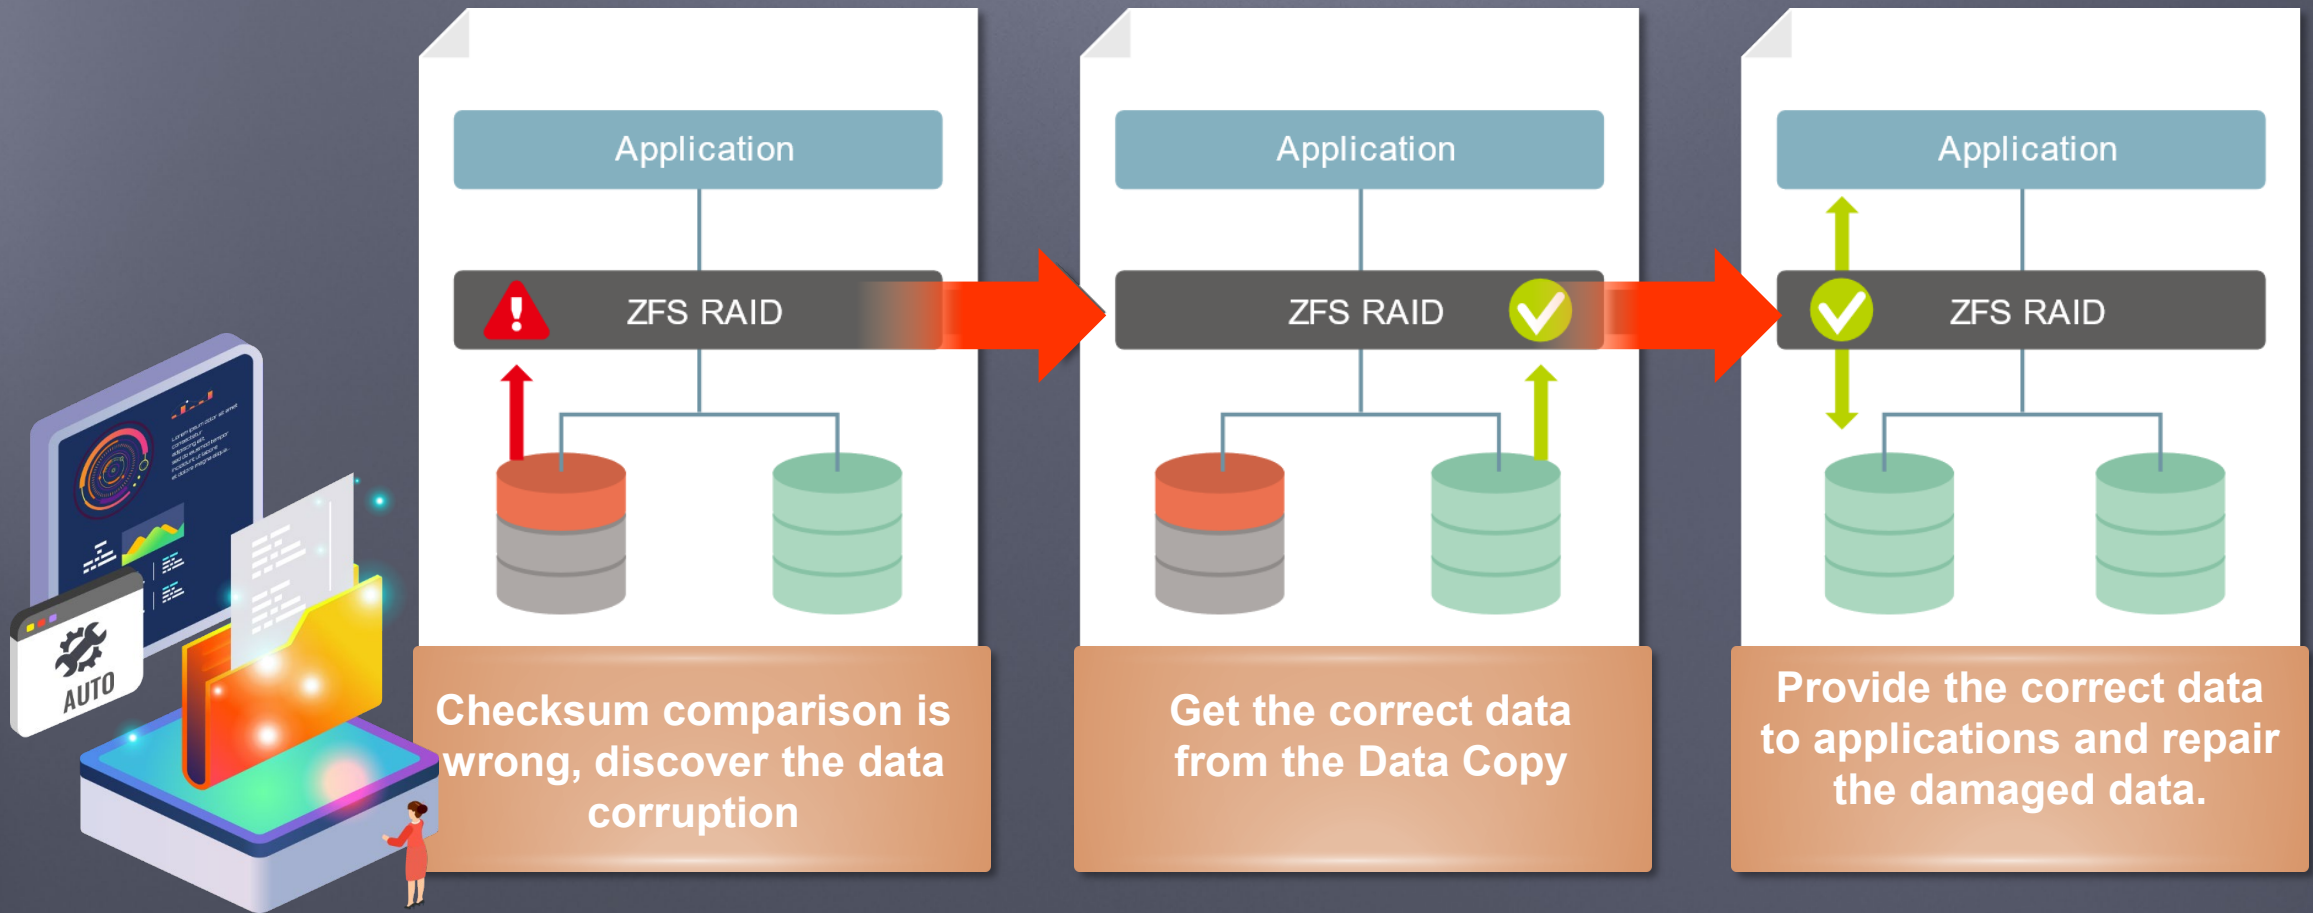 Application
ZFS RAID
Checksum comparison is
wrong, discover the data
corruption
Application
ZFS RAID
Get the correct data
from the Data Copy
Application
ZFS RAID
Provide the correct data
to applications and repair
the damaged data.
AUTO